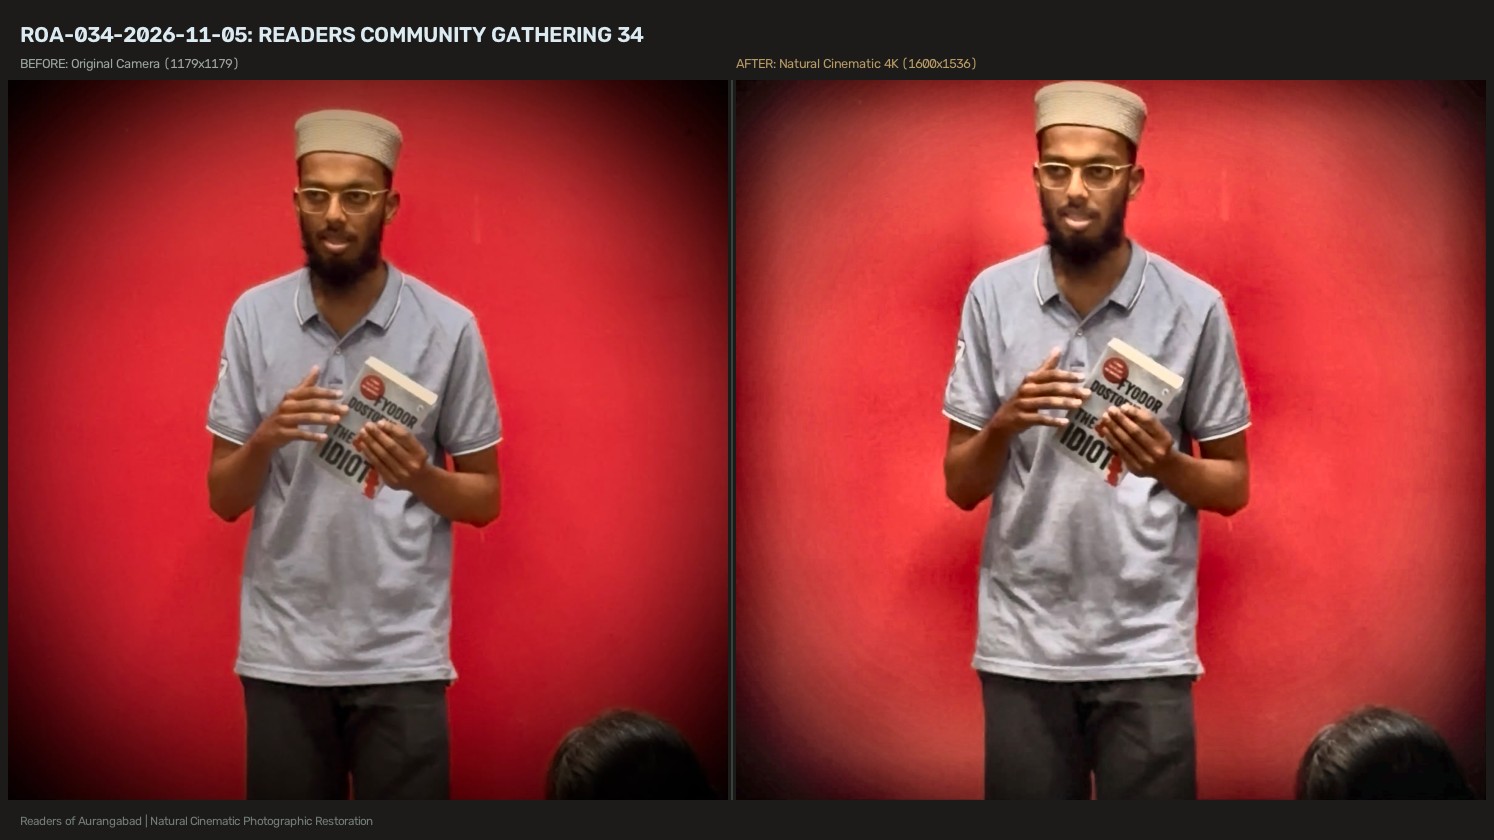 ROA-034-2026-11-05: READERS COMMUNITY GATHERING 34
BEFORE: Original Camera (1179x1179)
AFTER: Natural Cinematic 4K (1600x1536)
FYODOR
THE
IDIOT
FYODOR
THE
IDIOT
Readers of Aurangabad | Natural Cinematic Photographic Restoration